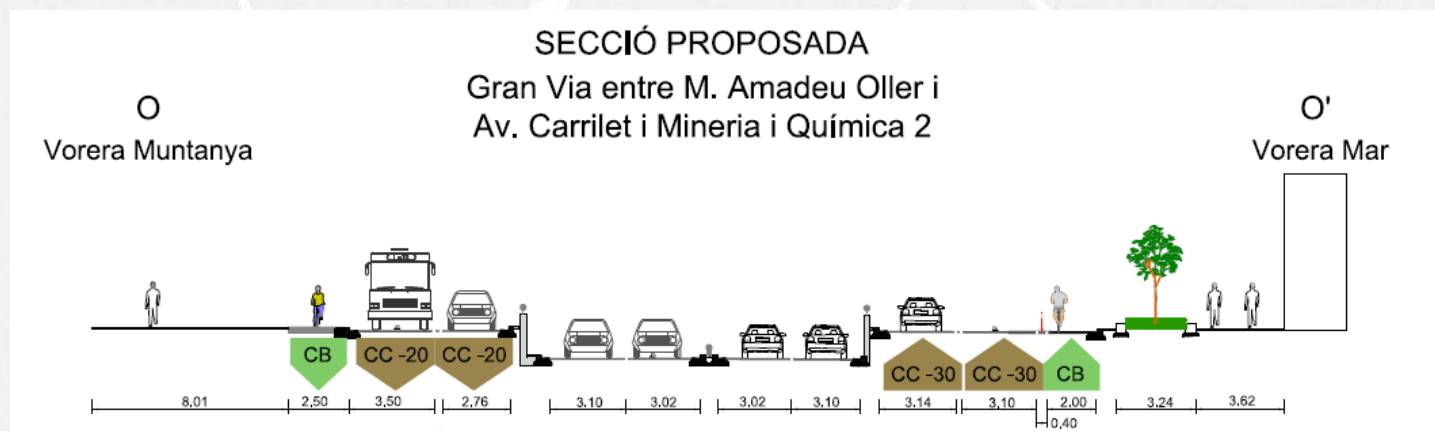 SECCIÓ PROPOSADA
Gran Via entre M. Amadeu Oller i
Av. Carrilet i Mineria i Química 2
O
Vorera Muntanya
O'
Vorera Mar
CB
CC -20
CC -20
CC -30
CC -30
CB
8,01
2,50
3,50
2,76
3,10
3,02
3,02
3,10
3,14
3,10
0,40
2,00
3,24
3,62